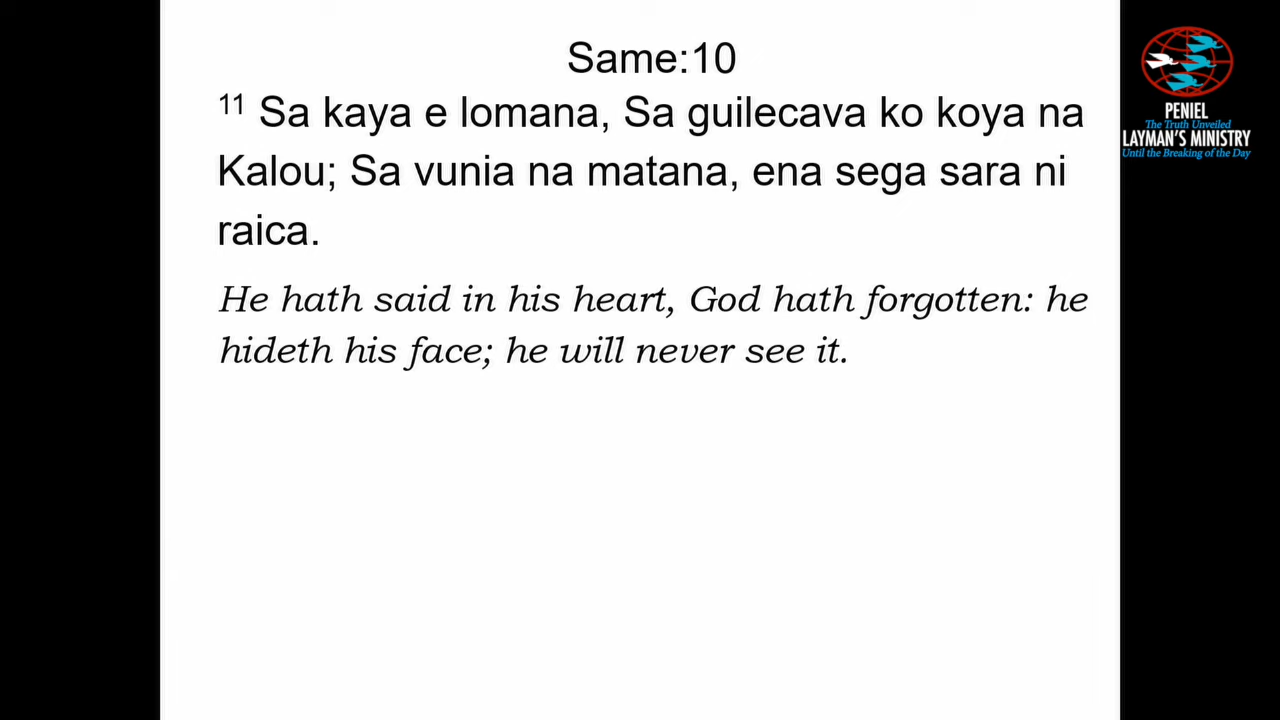 Same:10
11 Sa kaya e lomana, Sa guilecava ko koya na
Kalou; Sa vunia na matana, ena sega sara ni
raica.
He hath said in his heart, God hath forgotten: he
hideth his face; he will never see it.
PENIEL
The Truth Unveiled
LAYMAN'S MINISTRY
Until the Breaking of the Day